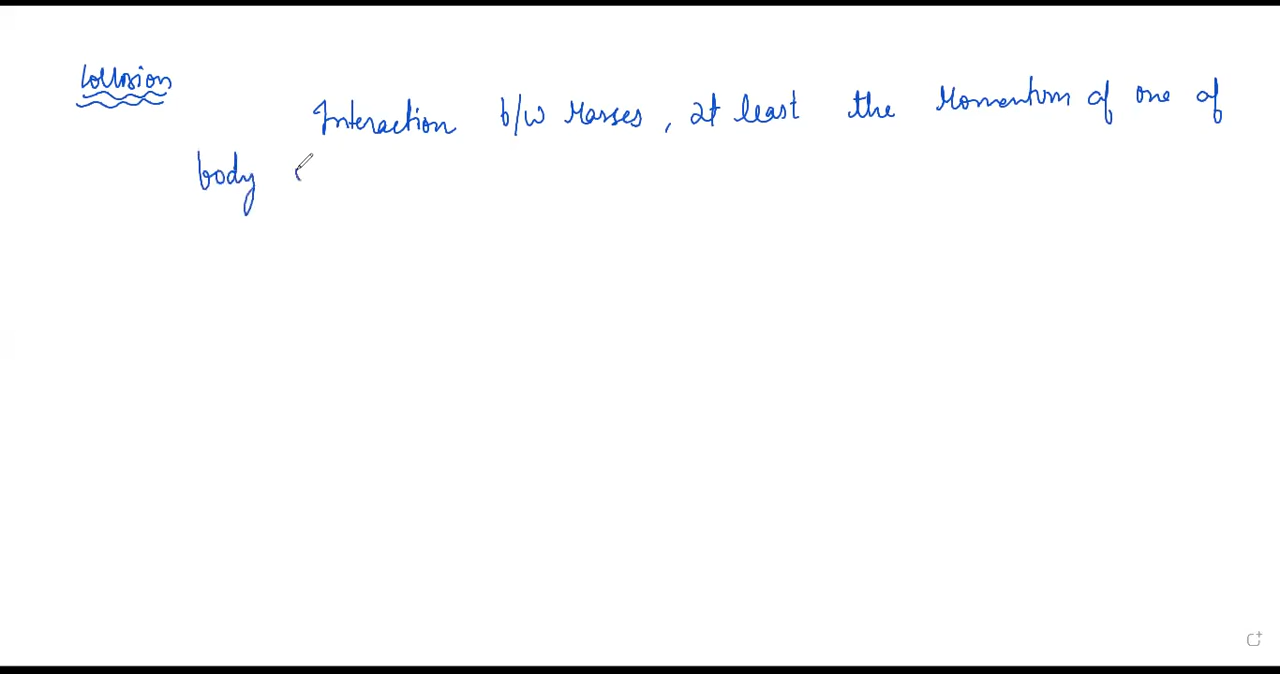 Collision
Interaction b/w Masses, at least the Momentum of one of
body